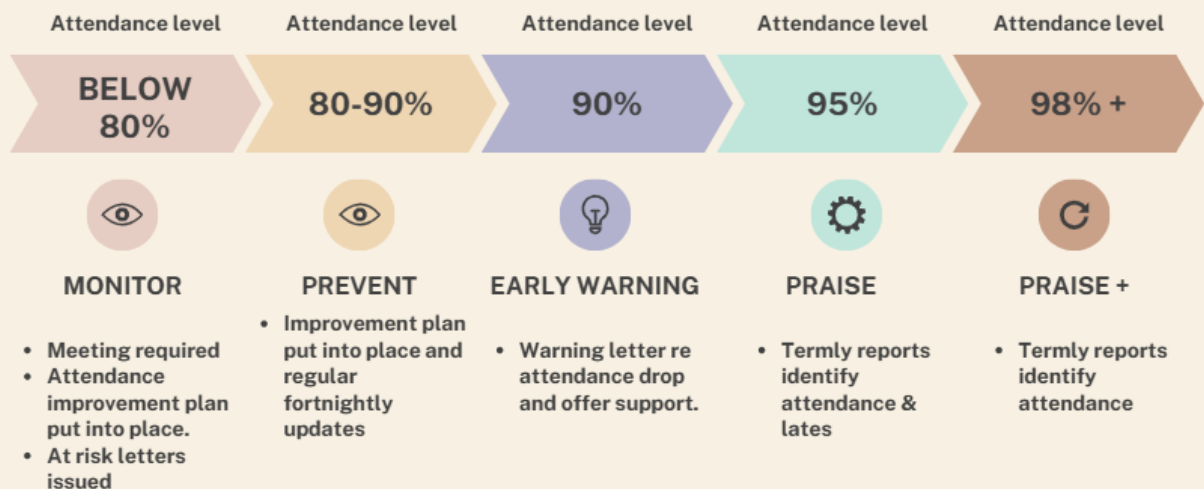 Attendance level
Attendance level
Attendance level
Attendance level
Attendance level
BELOW
80%
80-90%
90%
95%
98% +
MONITOR
PREVENT
EARLY WARNING
PRAISE
PRAISE +
• Meeting required
• Attendance
improvement plan
put into place.
• At risk letters
issued
• Improvement plan
put into place and
regular
fortnightly
updates
• Warning letter re
attendance drop
and offer support.
• Termly reports
identify
attendance &
lates
• Termly reports
identify
attendance